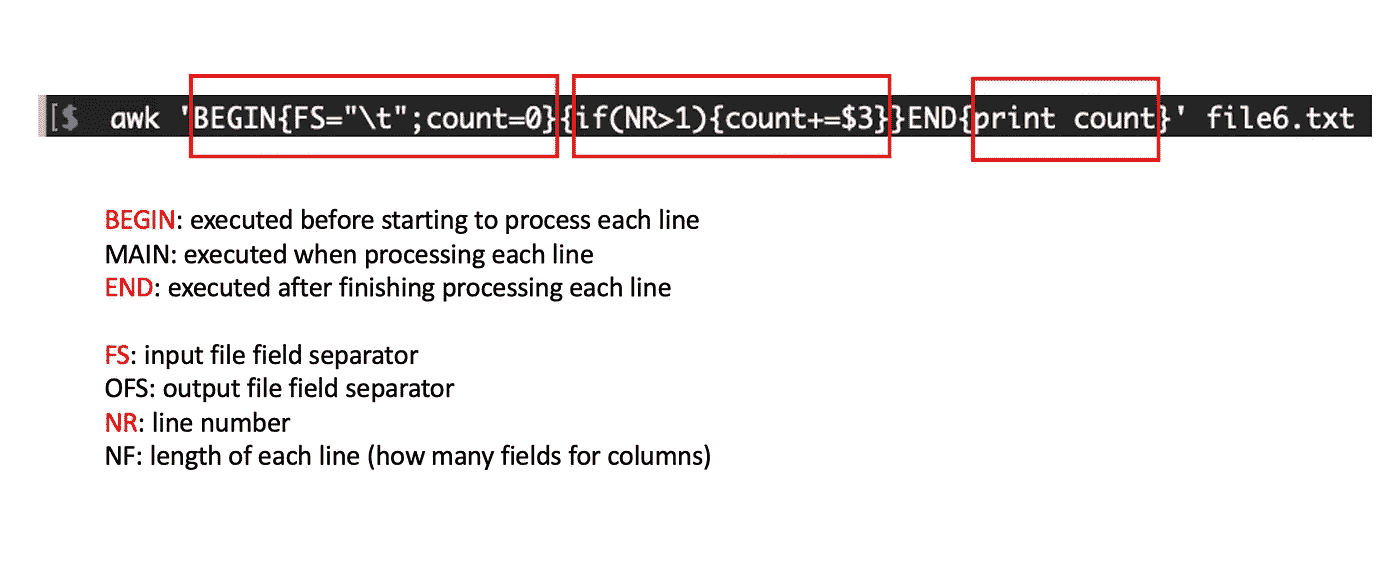 [$ awk 'BEGIN{FS="\t";count=0}{if(NR>1){count+=$3}}END{print count}' file6.txt
BEGIN: executed before starting to process each line
MAIN: executed when processing each line
END: executed after finishing processing each line
FS: input file field separator
OFS: output file field separator
NR: line number
NF: length of each line (how many fields for columns)